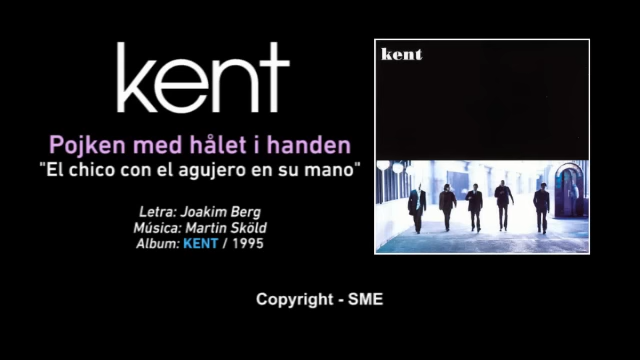 kent
Pojken med hålet i handen
"El chico con el agujero en su mano"
Letra: Joakim Berg
Música: Martin Sköld
Album: KENT / 1995
kent
Copyright - SME